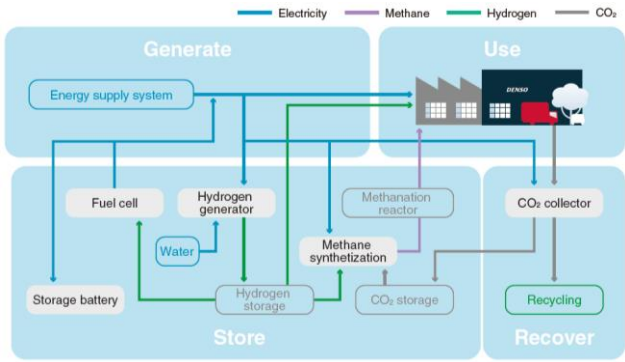 Electricity
Methane
Hydrogen
CO₂
Generate
Use
Energy supply system
DENSO
Fuel cell
Hydrogen
generator
Methanation
reactor
CO₂ collector
Water
Methane
synthetization
Storage battery
Hydrogen
storage
CO₂ storage
Recycling
Store
Recover